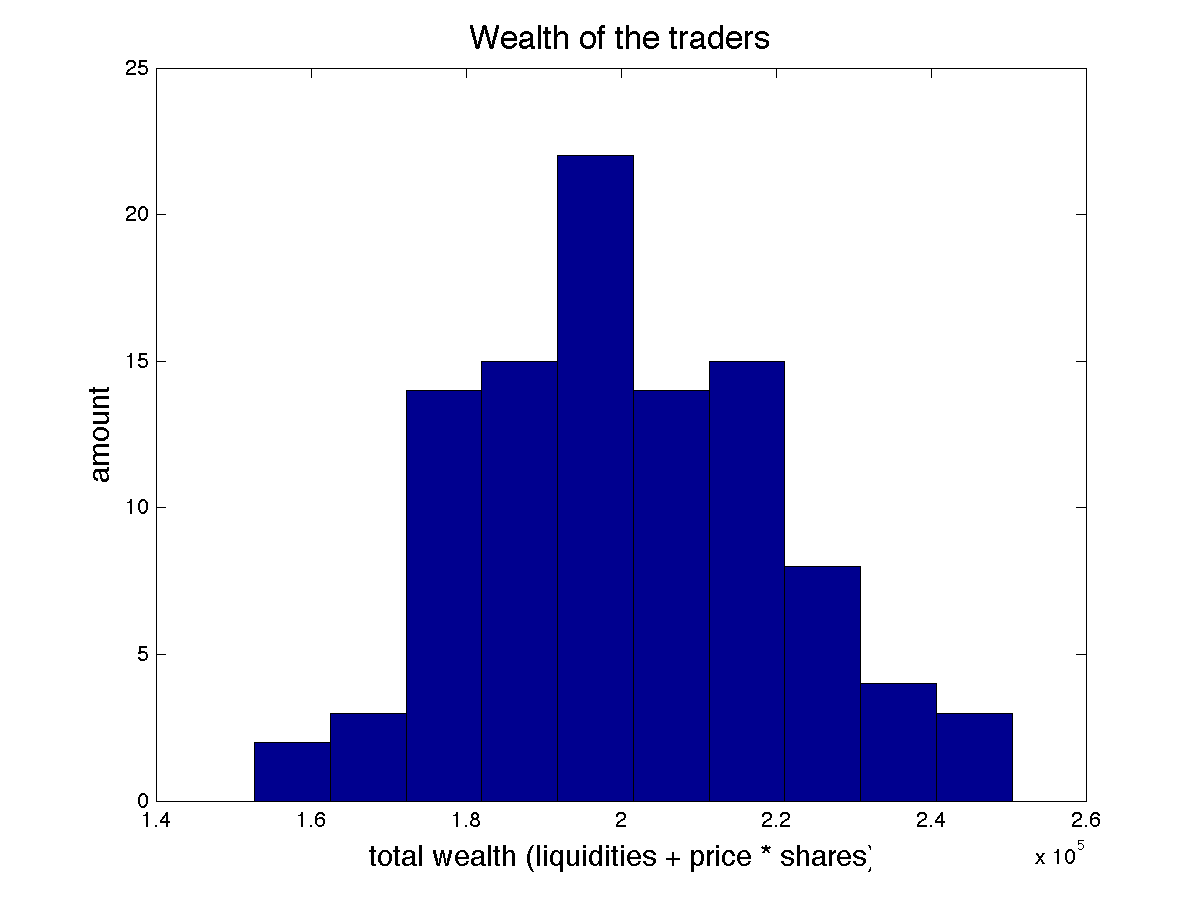 Wealth of the traders
25
20
15
10
5
0
amount
1.4 1.6 1.8 2 2.2 2.4 2.6
x 10^5
total wealth (liquidities + price * shares)